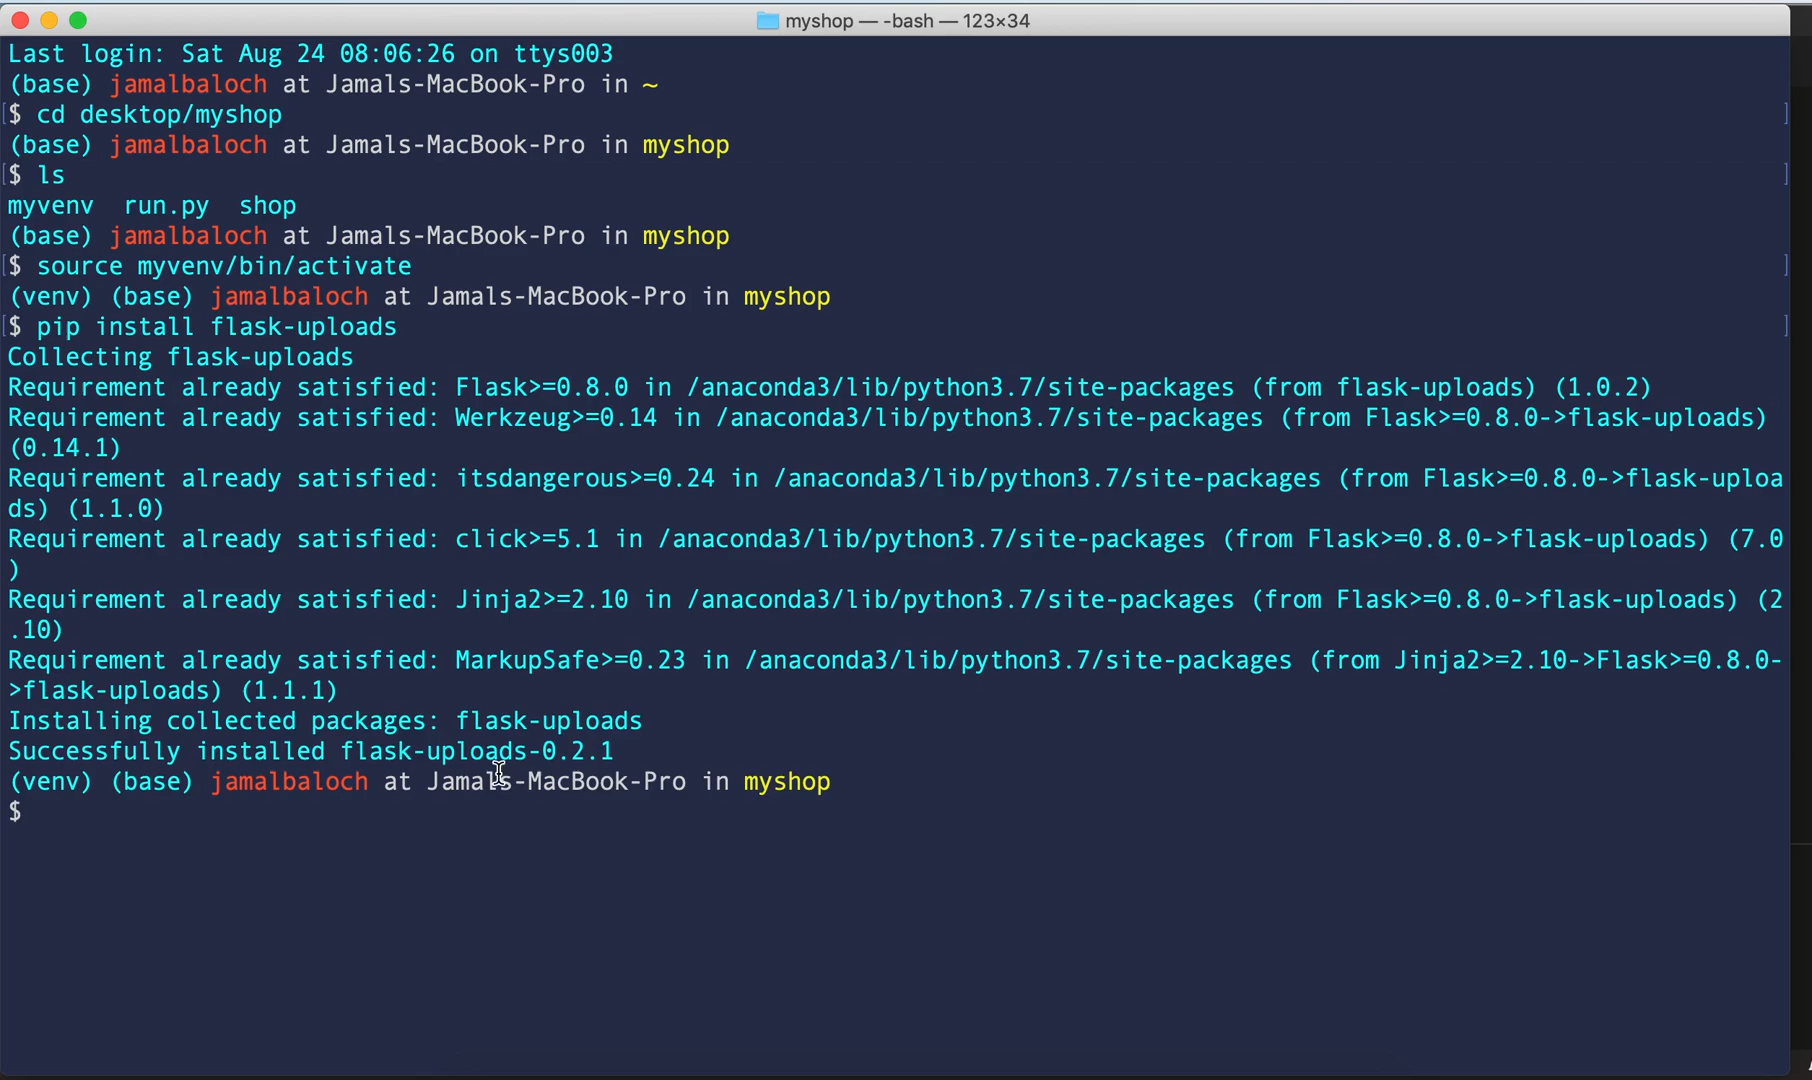 myshop — -bash — 123×34
Last login: Sat Aug 24 08:06:26 on ttys003
(base) jamalbaloch at Jamals-MacBook-Pro in ~
[$ cd desktop/myshop ]
(base) jamalbaloch at Jamals-MacBook-Pro in myshop
[$ ls ]
myvenv run.py shop
(base) jamalbaloch at Jamals-MacBook-Pro in myshop
[$ source myvenv/bin/activate ]
(venv) (base) jamalbaloch at Jamals-MacBook-Pro in myshop
[$ pip install flask-uploads ]
Collecting flask-uploads
Requirement already satisfied: Flask>=0.8.0 in /anaconda3/lib/python3.7/site-packages (from flask-uploads) (1.0.2)
Requirement already satisfied: Werkzeug>=0.14 in /anaconda3/lib/python3.7/site-packages (from Flask>=0.8.0->flask-uploads)
(0.14.1)
Requirement already satisfied: itsdangerous>=0.24 in /anaconda3/lib/python3.7/site-packages (from Flask>=0.8.0->flask-uploa
ds) (1.1.0)
Requirement already satisfied: click>=5.1 in /anaconda3/lib/python3.7/site-packages (from Flask>=0.8.0->flask-uploads) (7.0
)
Requirement already satisfied: Jinja2>=2.10 in /anaconda3/lib/python3.7/site-packages (from Flask>=0.8.0->flask-uploads) (2
.10)
Requirement already satisfied: MarkupSafe>=0.23 in /anaconda3/lib/python3.7/site-packages (from Jinja2>=2.10->Flask>=0.8.0-
>flask-uploads) (1.1.1)
Installing collected packages: flask-uploads
Successfully installed flask-uploads-0.2.1
(venv) (base) jamalbaloch at Jamals-MacBook-Pro in myshop
$